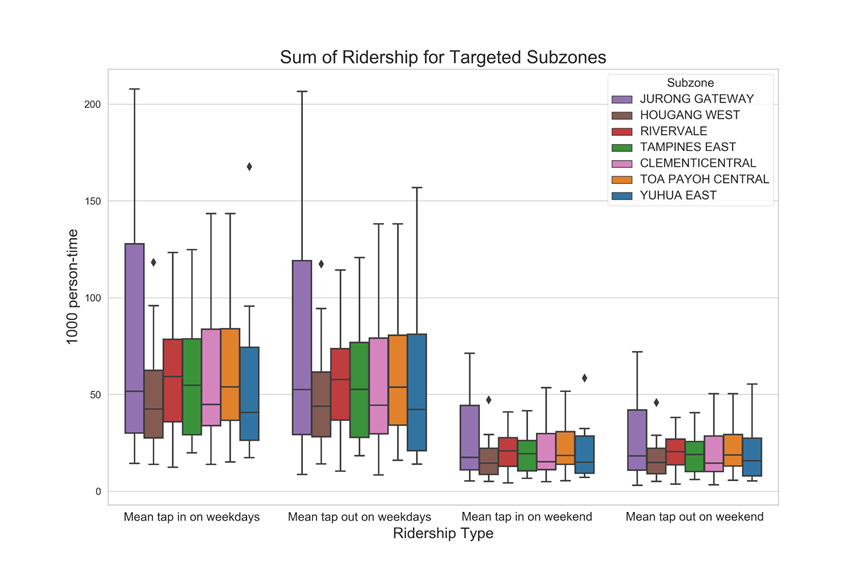 Sum of Ridership for Targeted Subzones
Subzone
JURONG GATEWAY
HOUGANG WEST
RIVERVALE
TAMPINES EAST
CLEMENTICENTRAL
TOA PAYOH CENTRAL
YUHUA EAST
1000 person-time
200
150
100
50
0
Mean tap in on weekdays
Mean tap out on weekdays
Mean tap in on weekend
Mean tap out on weekend
Ridership Type